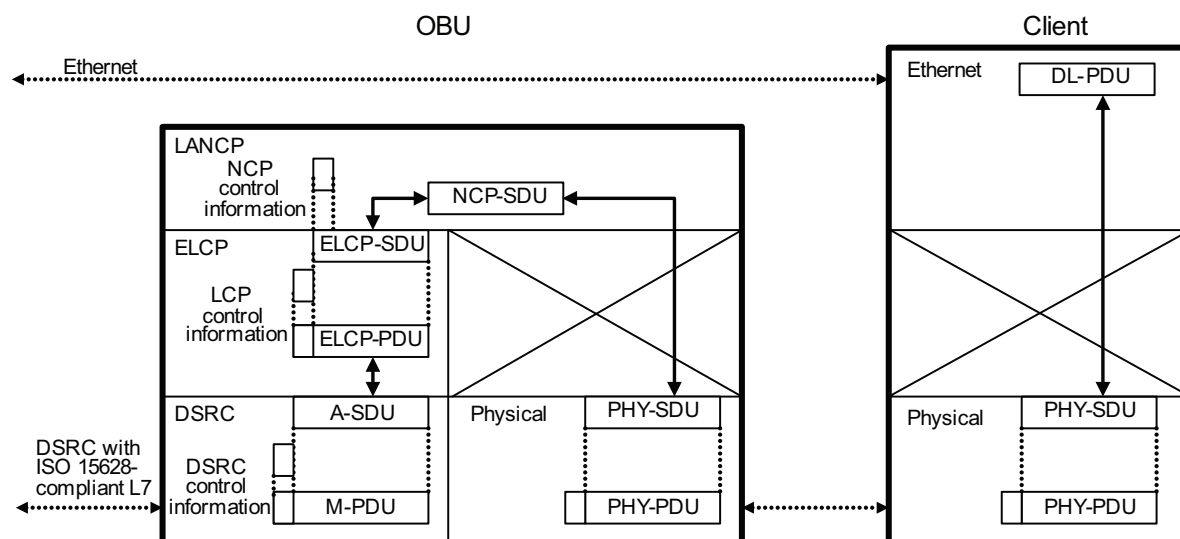 OBU
Client
Ethernet
Ethernet
DL-PDU
LANCP
NCP
control
information
NCP-SDU
ELCP
ELCP-SDU
LCP
control
information
ELCP-PDU
DSRC
A-SDU
Physical
PHY-SDU
Physical
PHY-SDU
DSRC with
ISO 15628-
compliant L7
DSRC
control
information
M-PDU
PHY-PDU
PHY-PDU